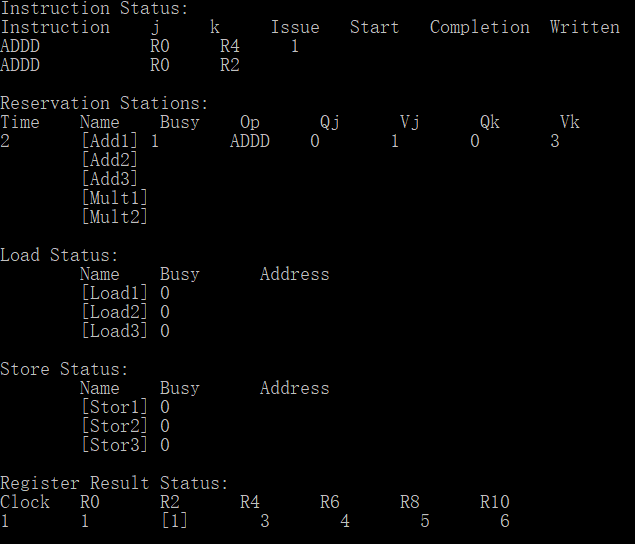 Instruction Status:
Instruction j k Issue Start Completion Written
ADDD R0 R4 1
ADDD R0 R2
Reservation Stations:
Time Name Busy Op Qj Vj Qk Vk
2 [Add1] 1 ADDD 0 1 0 3
[Add2]
[Add3]
[Mult1]
[Mult2]
Load Status:
Name Busy Address
[Load1] 0
[Load2] 0
[Load3] 0
Store Status:
Name Busy Address
[Stor1] 0
[Stor2] 0
[Stor3] 0
Register Result Status:
Clock R0 R2 R4 R6 R8 R10
1 1 [1] 3 4 5 6